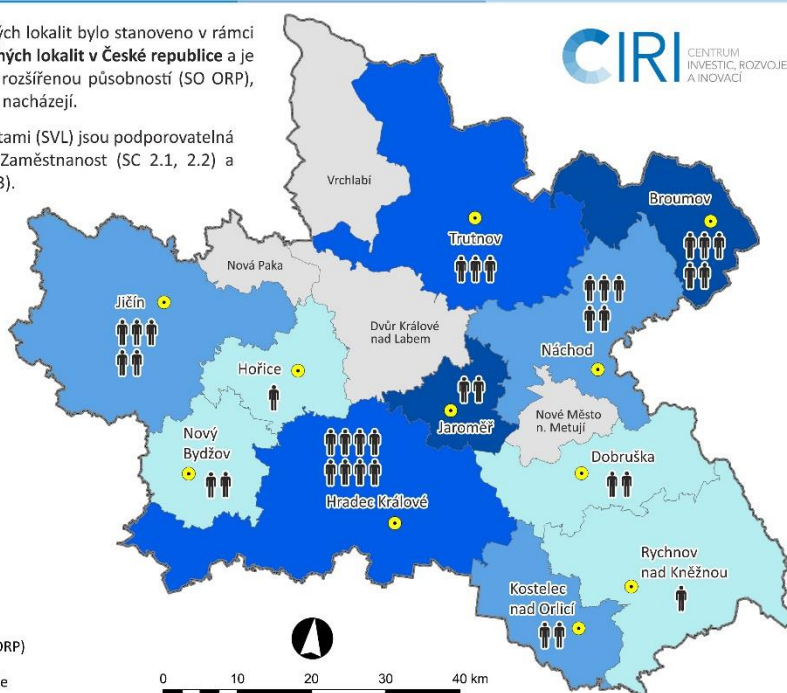 ých lokalit bylo stanoveno v rámci
ných lokalit v České republice a je
rozšířenou působností (SO ORP),
nacházejí.
tami (SVL) jsou podporovatelná
Zaměstnanost (SC 2.1, 2.2) a
3).
CIRI
CENTRUM
INVESTIC, ROZVOJE
A INOVACÍ
Vrchlabí
Broumov
Trutnov
Nová Paka
Jičín
Dvůr Králové
nad Labem
Náchod
Hořice
Nové Město
n. Metují
Jaroměř
Nový
Bydžov
Dobruška
Hradec Králové
Rychnov
nad Kněžnou
Kostelec
nad Orlicí
ORP)
e
0 10 20 30 40 km